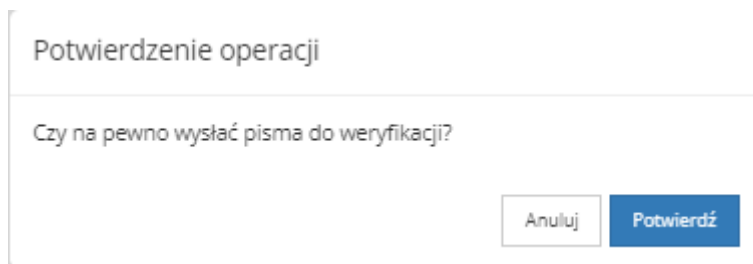 Potwierdzenie operacji
Czy na pewno wysłać pisma do weryfikacji?
Anuluj
Potwierdź